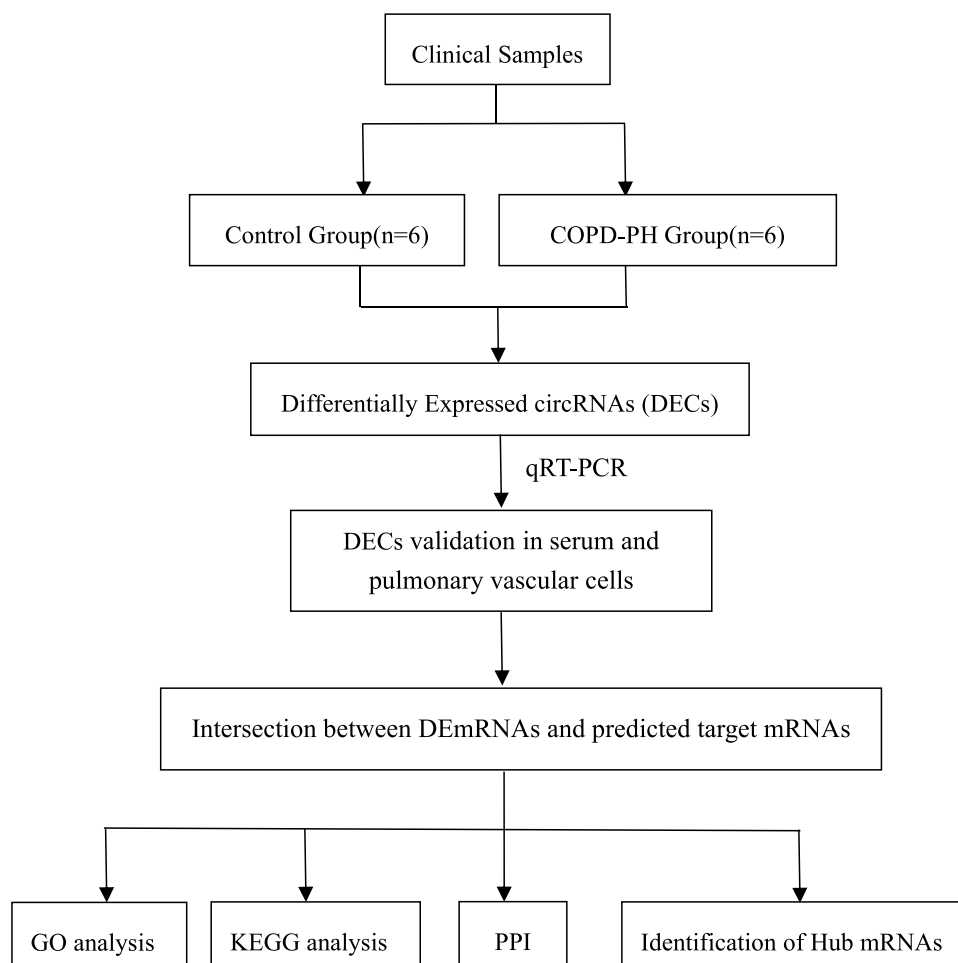 Clinical Samples
Control Group(n=6)
COPD-PH Group(n=6)
Differentially Expressed circRNAs (DECs)
qRT-PCR
DECs validation in serum and
pulmonary vascular cells
Intersection between DEmRNAs and predicted target mRNAs
GO analysis
KEGG analysis
PPI
Identification of Hub mRNAs